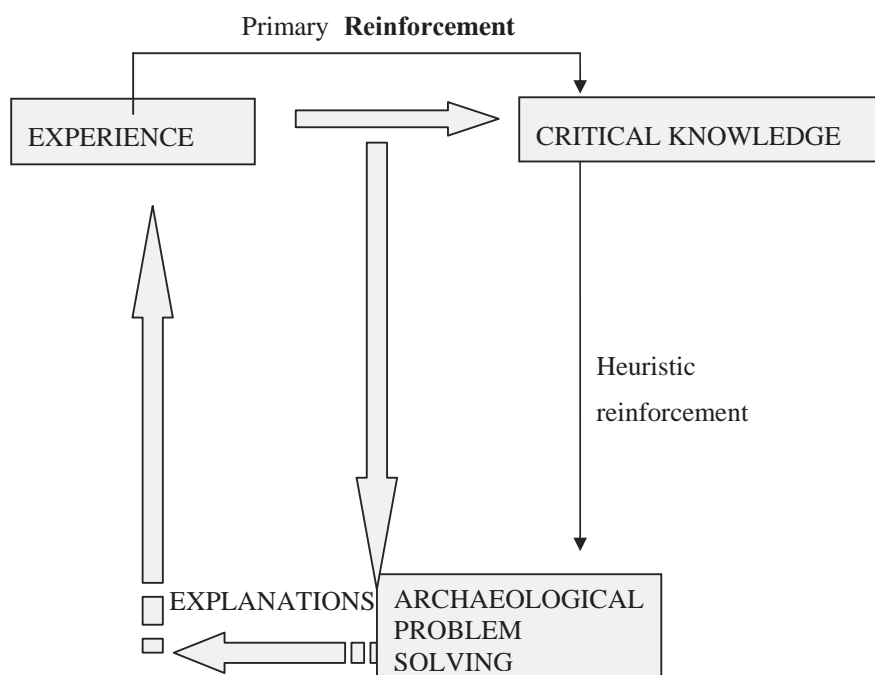 Primary Reinforcement
EXPERIENCE
CRITICAL KNOWLEDGE
Heuristic
reinforcement
EXPLANATIONS
ARCHAEOLOGICAL
PROBLEM
SOLVING